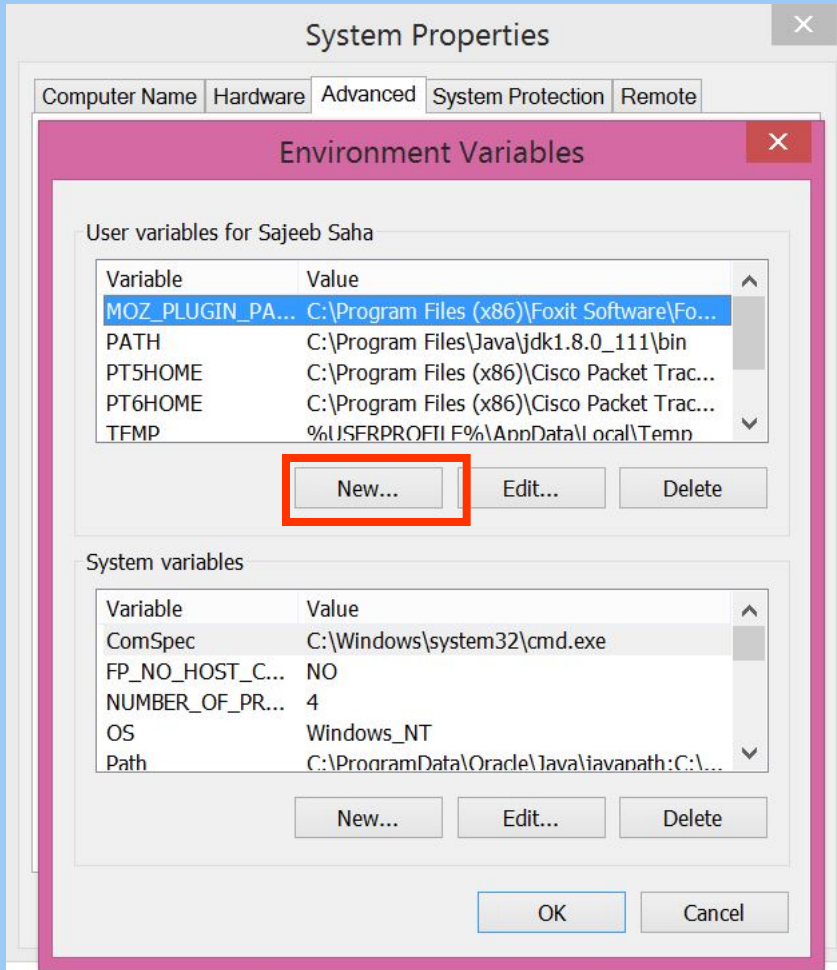 System Properties
Computer Name Hardware Advanced System Protection Remote
Environment Variables
User variables for Sajeeb Saha
Variable Value
MOZ_PLUGIN_PA... C:\Program Files (x86)\Foxit Software\Fo...
PATH C:\Program Files\Java\jdk1.8.0_111\bin
PT5HOME C:\Program Files (x86)\Cisco Packet Trac...
PT6HOME C:\Program Files (x86)\Cisco Packet Trac...
TEMP %USERPROFILE%\AppData\Local\Temp
New... Edit... Delete
System variables
Variable Value
ComSpec C:\Windows\system32\cmd.exe
FP_NO_HOST_C... NO
NUMBER_OF_PR... 4
OS Windows_NT
Path C:\ProgramData\Oracle\Java\javapath;C:\...
New... Edit... Delete
OK Cancel